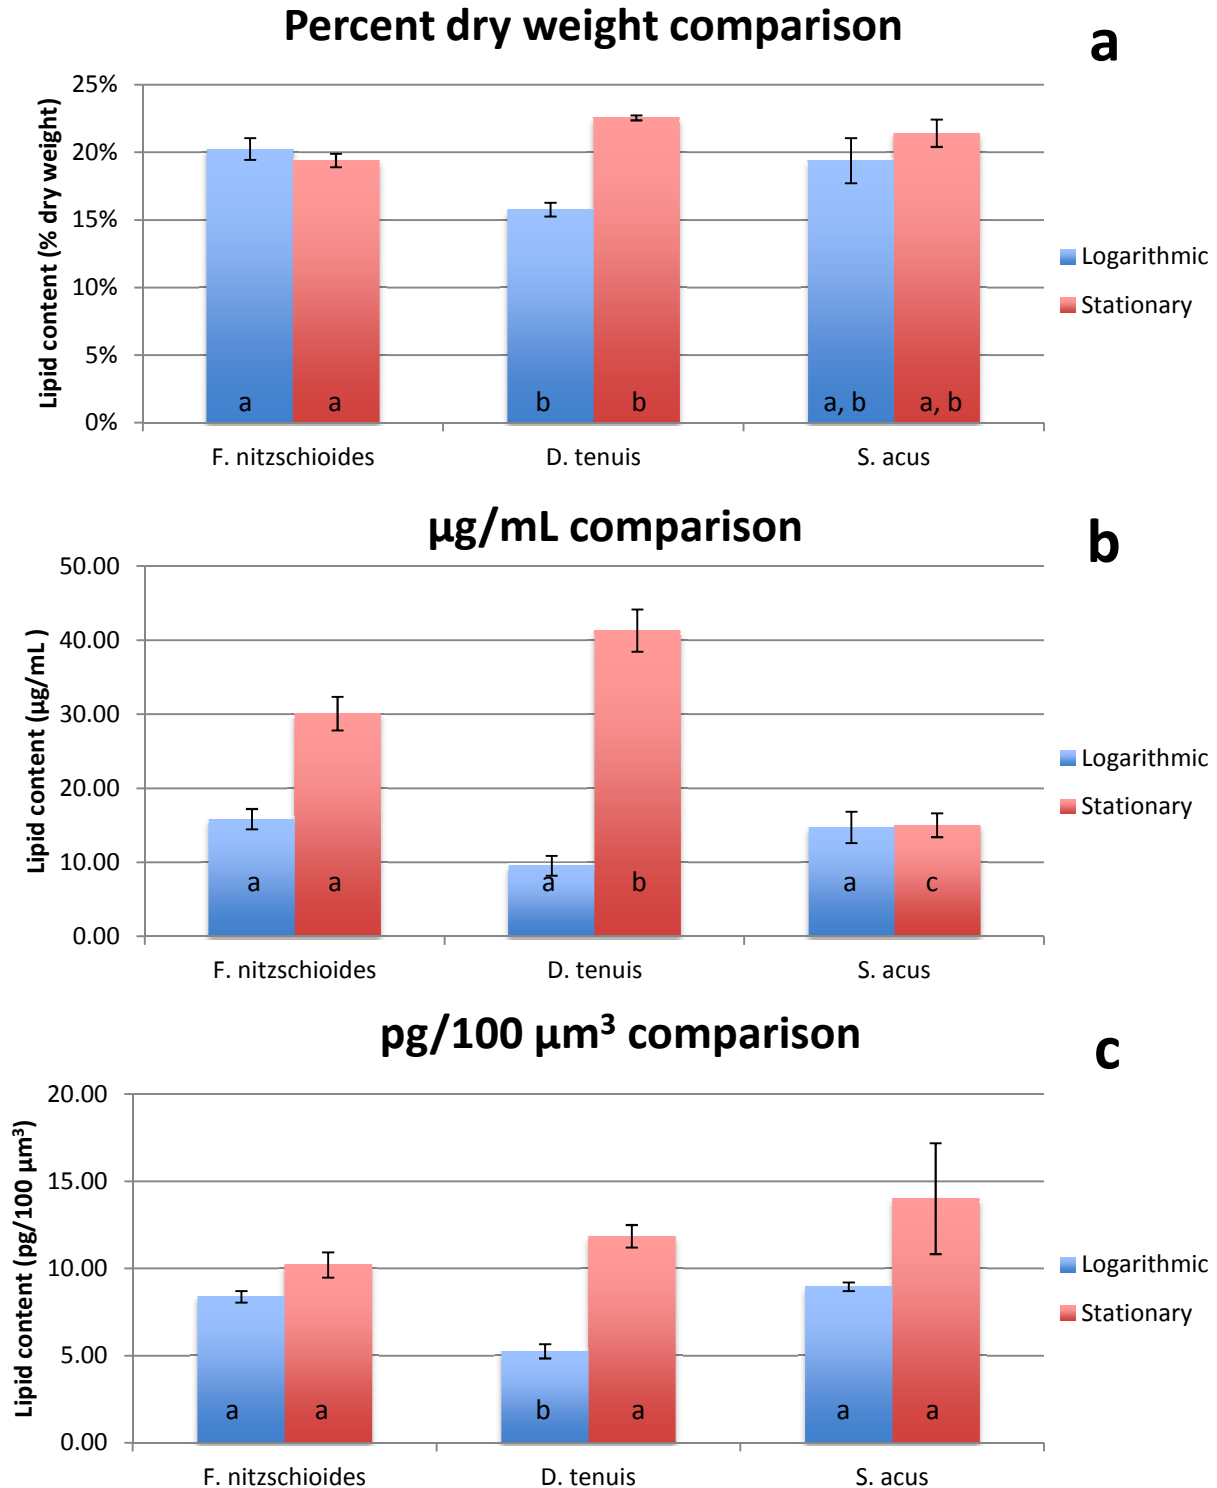 Percent dry weight comparison
a
Lipid content (% dry weight)
25%
20%
15%
10%
5%
0%
a a b b a, b a, b
F. nitzschioides D. tenuis S. acus
Logarithmic
Stationary
µg/mL comparison
b
Lipid content (µg/mL)
50.00
40.00
30.00
20.00
10.00
0.00
a a a b a c
F. nitzschioides D. tenuis S. acus
Logarithmic
Stationary
pg/100 µm³ comparison
c
Lipid content (pg/100 µm³)
20.00
15.00
10.00
5.00
0.00
a a b a a a
F. nitzschioides D. tenuis S. acus
Logarithmic
Stationary